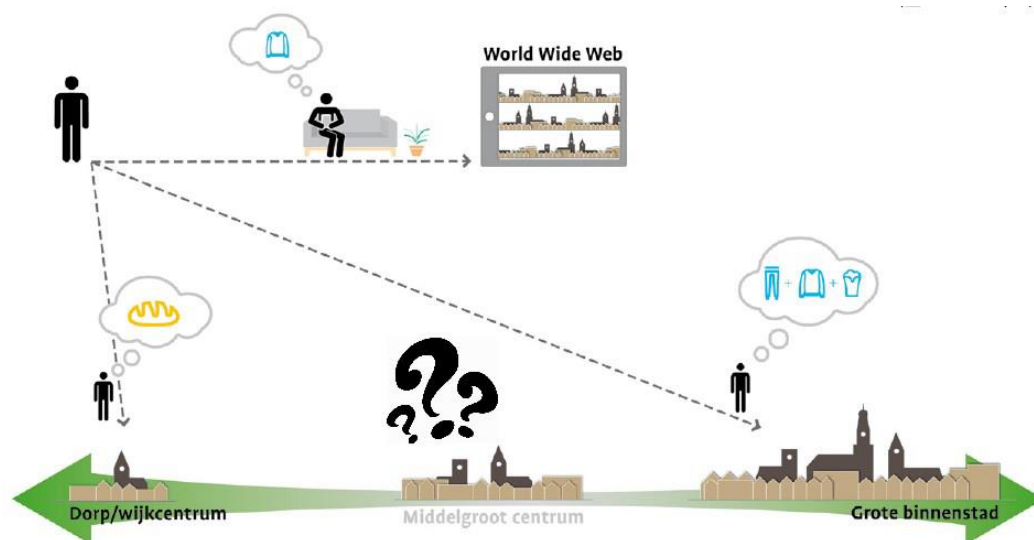 World Wide Web
Dorp/wijkcentrum
Middelgroot centrum
Grote binnenstad